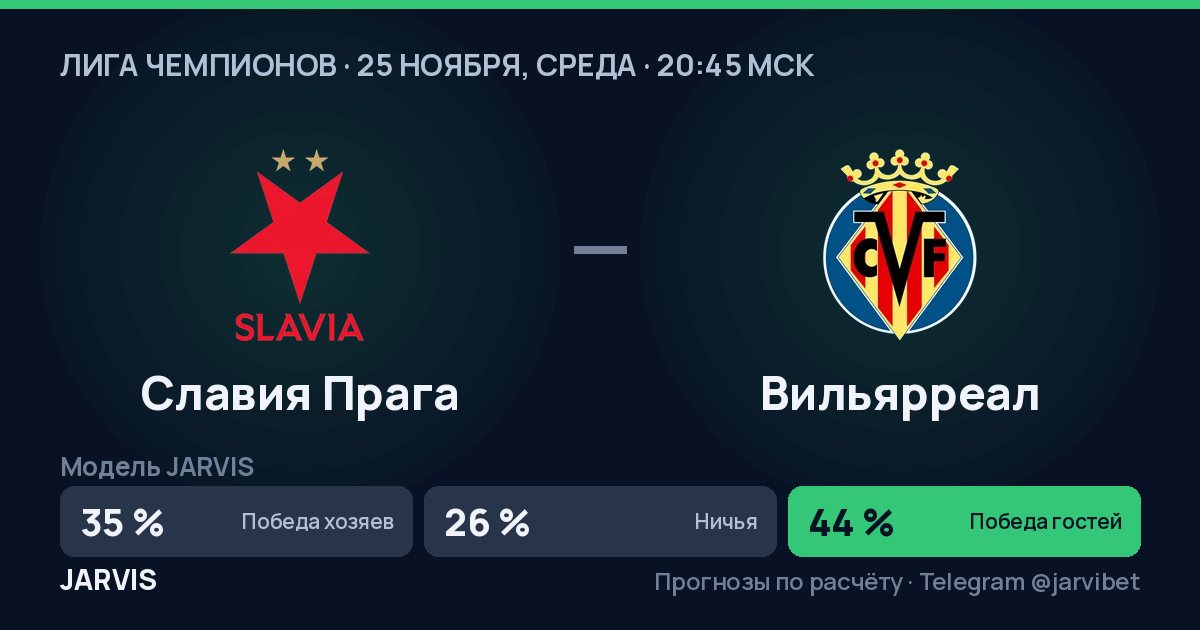 ЛИГА ЧЕМПИОНОВ · 25 НОЯБРЯ, СРЕДА · 20:45 МСК
SLAVIA
CVF
Славия Прага
—
Вильярреал
Модель JARVIS
35 % Победа хозяев
26 % Ничья
44 % Победа гостей
JARVIS
Прогнозы по расчёту · Telegram @jarvibet